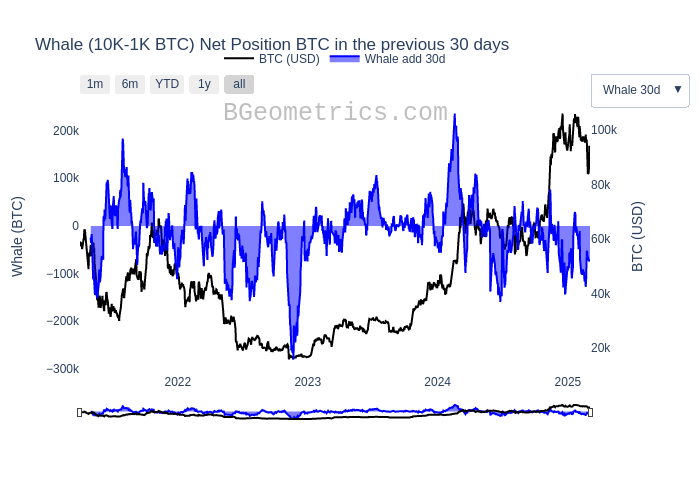 Whale (10K-1K BTC) Net Position BTC in the previous 30 days
BTC (USD) Whale add 30d
1m 6m YTD 1y all
Whale 30d ▼
BGeometrics.com
200k
100k
0
−100k
−200k
−300k
Whale (BTC)
100k
80k
60k
40k
20k
BTC (USD)
2022 2023 2024 2025